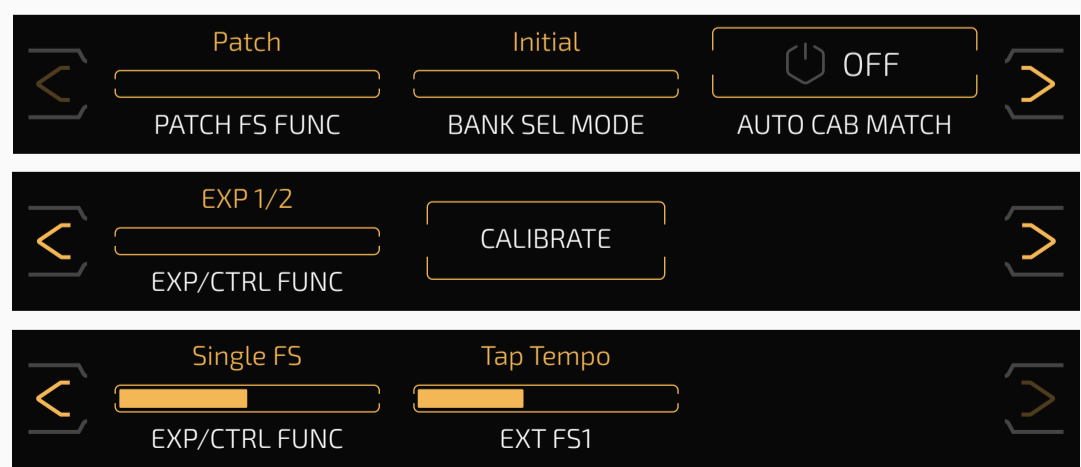 Patch Initial OFF
PATCH FS FUNC BANK SEL MODE AUTO CAB MATCH
EXP 1/2
CALIBRATE
EXP/CTRL FUNC
Single FS Tap Tempo
EXP/CTRL FUNC EXT FS1